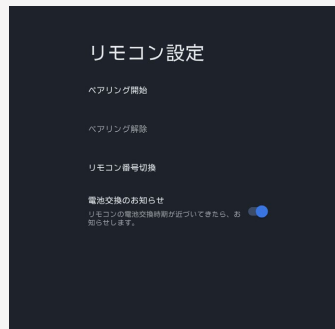 リモコン設定
ペアリング開始
ペアリング解除
リモコン番号切換
電池交換のお知らせ
リモコンの電池交換時期が近づいてきたら、お
知らせします。